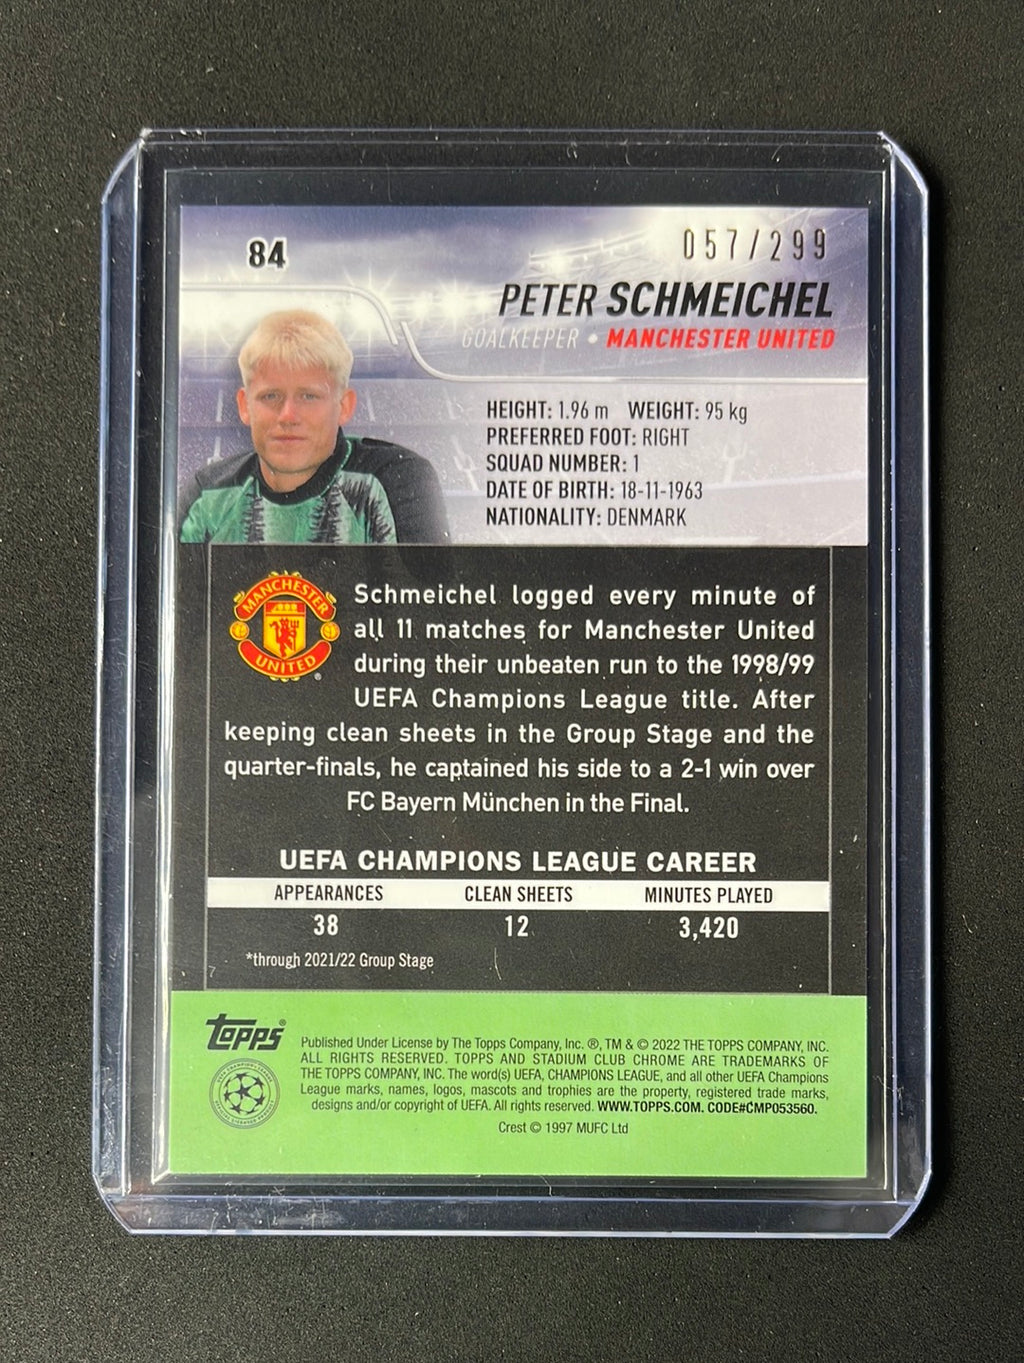 84
057/299
PETER SCHMEICHEL
GOALKEEPER • MANCHESTER UNITED
HEIGHT: 1.96 m WEIGHT: 95 kg
PREFERRED FOOT: RIGHT
SQUAD NUMBER: 1
DATE OF BIRTH: 18-11-1963
NATIONALITY: DENMARK
MANCHESTER
UNITED
®
Schmeichel logged every minute of
all 11 matches for Manchester United
during their unbeaten run to the 1998/99
UEFA Champions League title. After
keeping clean sheets in the Group Stage and the
quarter-finals, he captained his side to a 2-1 win over
FC Bayern München in the Final.
UEFA CHAMPIONS LEAGUE CAREER
APPEARANCES CLEAN SHEETS MINUTES PLAYED
38 12 3,420
*through 2021/22 Group Stage
topps®
Published Under License by The Topps Company, Inc. ®, TM & © 2022 THE TOPPS COMPANY, INC.
ALL RIGHTS RESERVED. TOPPS AND STADIUM CLUB CHROME ARE TRADEMARKS OF
THE TOPPS COMPANY, INC. The word(s) UEFA, CHAMPIONS LEAGUE, and all other UEFA Champions
League marks, names, logos, mascots and trophies are the property, registered trade marks,
designs and/or copyright of UEFA. All rights reserved. WWW.TOPPS.COM. CODE#CMP053560.
Crest © 1997 MUFC Ltd